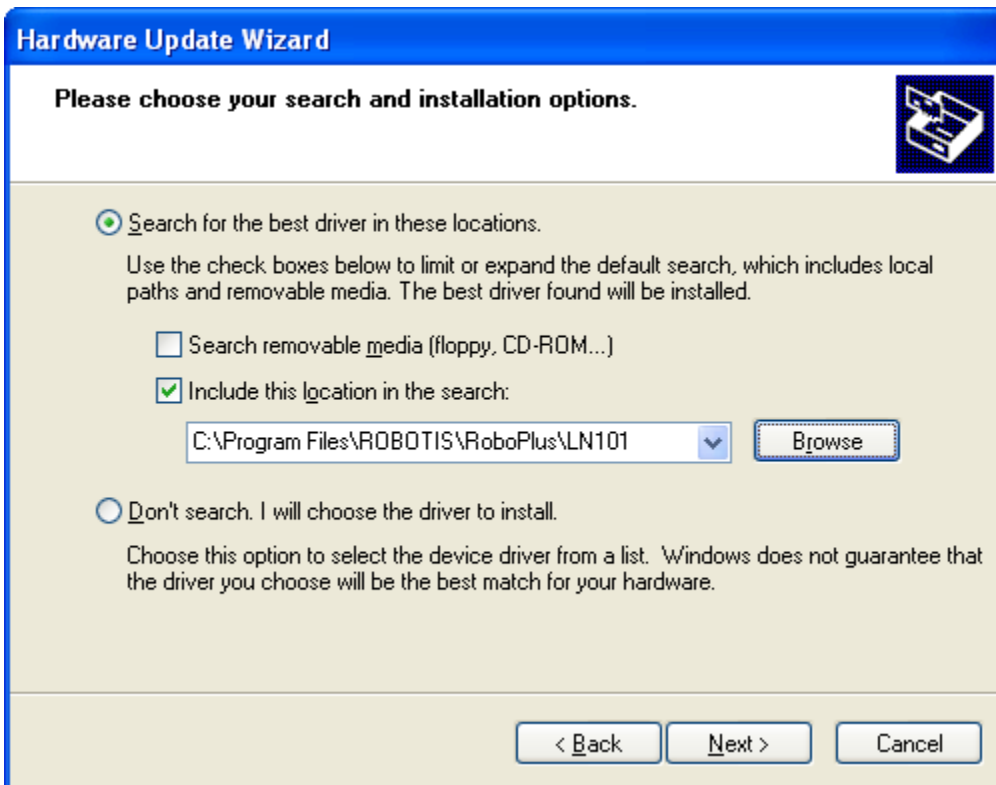 Hardware Update Wizard
Please choose your search and installation options.
Search for the best driver in these locations.
Use the check boxes below to limit or expand the default search, which includes local
paths and removable media. The best driver found will be installed.
Search removable media (floppy, CD-ROM...)
Include this location in the search:
C:\Program Files\ROBOTIS\RoboPlus\LN101
Browse
Don't search. I will choose the driver to install.
Choose this option to select the device driver from a list. Windows does not guarantee that
the driver you choose will be the best match for your hardware.
< Back Next > Cancel